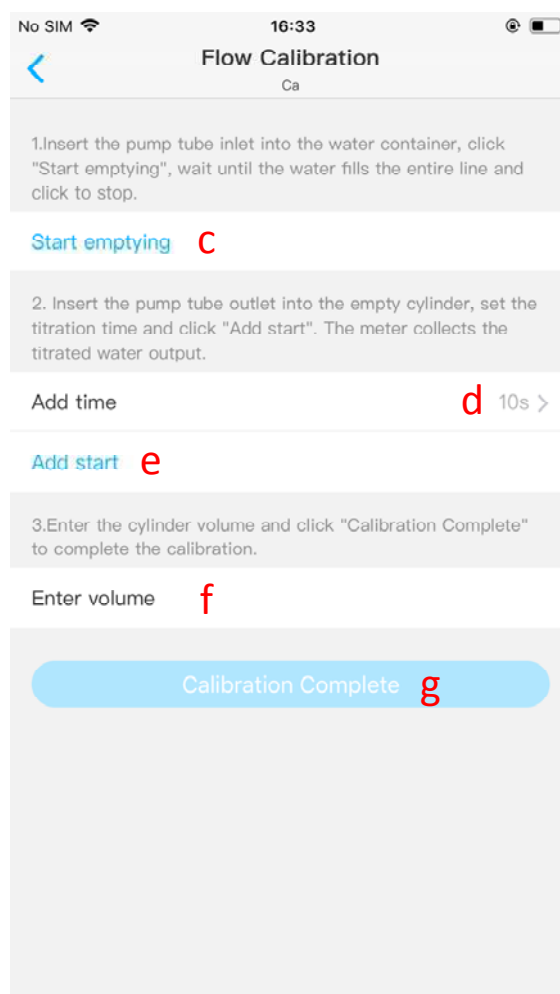 No SIM 16:33
Flow Calibration
Ca
1.Insert the pump tube inlet into the water container, click
"Start emptying", wait until the water fills the entire line and
click to stop.
Start emptying c
2. Insert the pump tube outlet into the empty cylinder, set the
titration time and click "Add start". The meter collects the
titrated water output.
Add time d 10s >
Add start e
3.Enter the cylinder volume and click "Calibration Complete"
to complete the calibration.
Enter volume f
Calibration Complete g